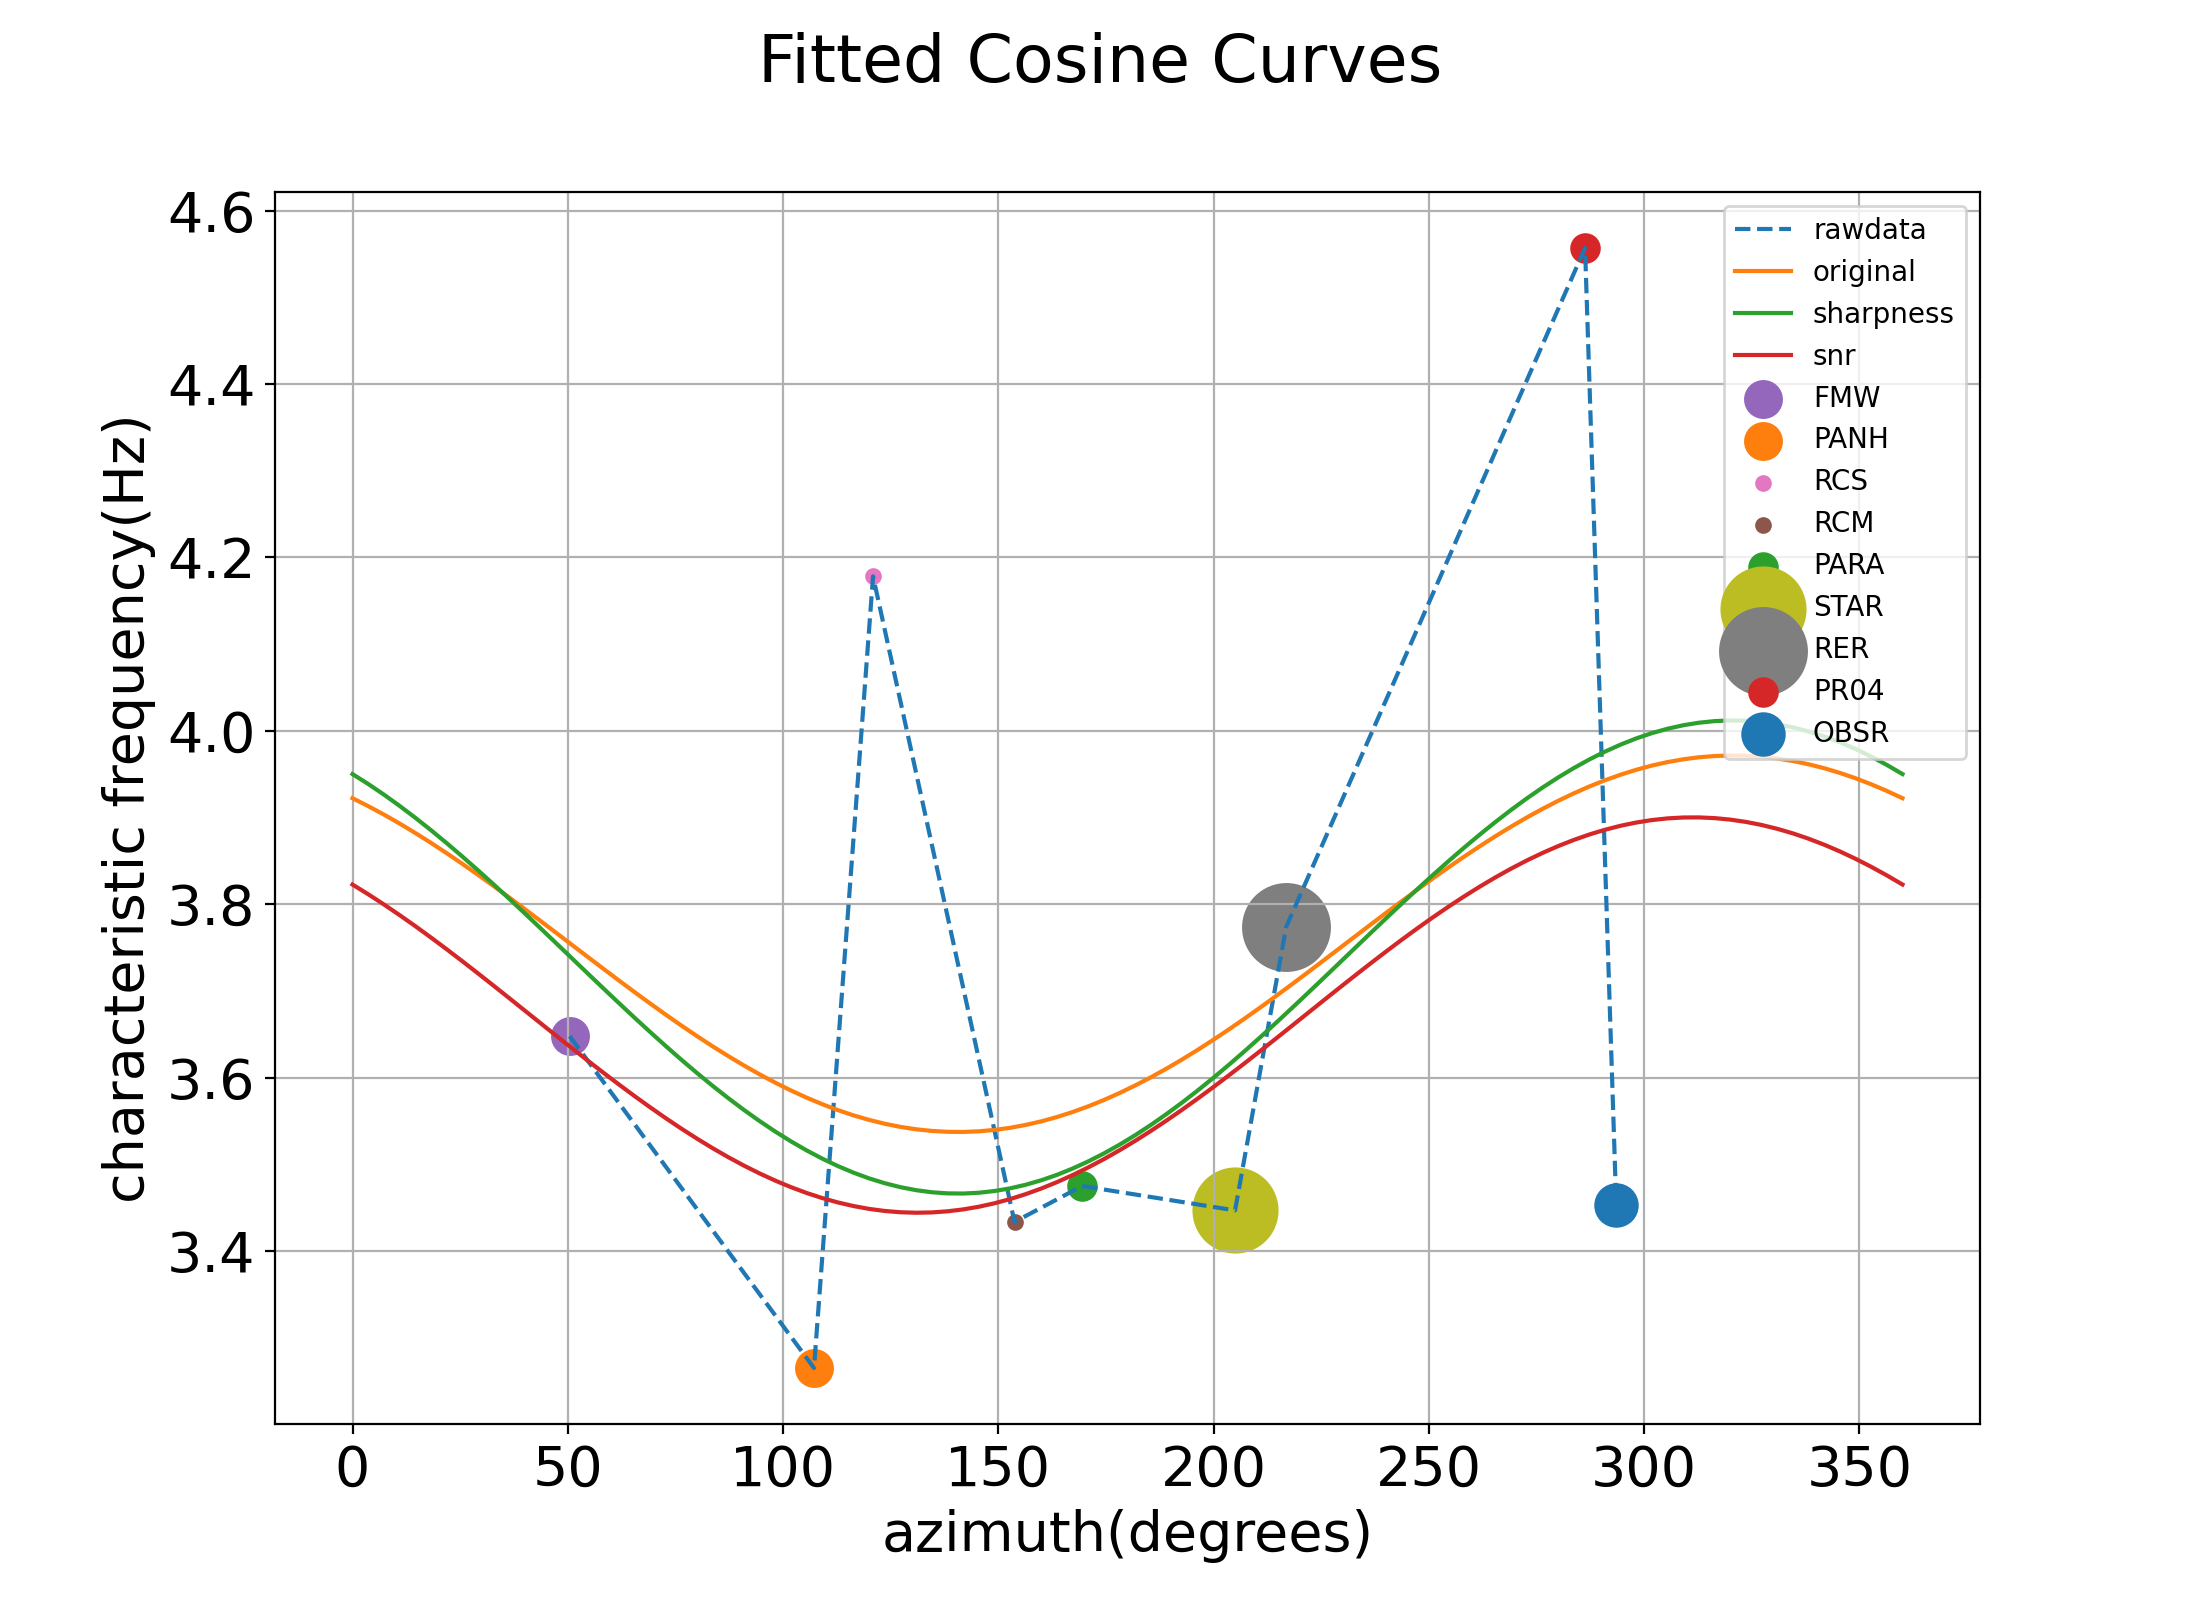 Fitted Cosine Curves
4.6
4.4
4.2
4.0
3.8
3.6
3.4
characteristic frequency(Hz)
rawdata
original
sharpness
snr
FMW
PANH
RCS
RCM
PARA
STAR
RER
PR04
OBSR
0 50 100 150 200 250 300 350
azimuth(degrees)